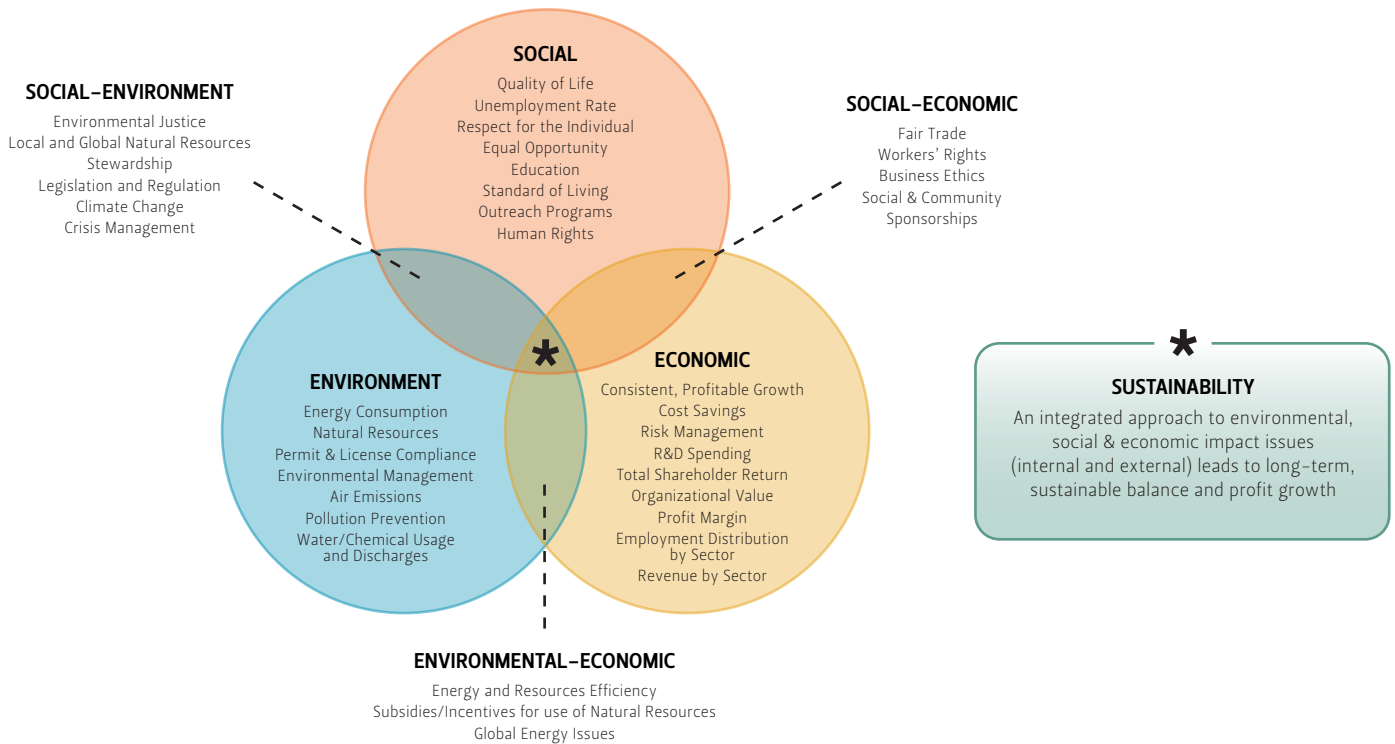 SOCIAL
Quality of Life
Unemployment Rate
Respect for the Individual
Equal Opportunity
Education
Standard of Living
Outreach Programs
Human Rights
SOCIAL–ENVIRONMENT
Environmental Justice
Local and Global Natural Resources
Stewardship
Legislation and Regulation
Climate Change
Crisis Management
SOCIAL–ECONOMIC
Fair Trade
Workers’ Rights
Business Ethics
Social & Community
Sponsorships
*
ENVIRONMENT
Energy Consumption
Natural Resources
Permit & License Compliance
Environmental Management
Air Emissions
Pollution Prevention
Water/Chemical Usage
and Discharges
ECONOMIC
Consistent, Profitable Growth
Cost Savings
Risk Management
R&D Spending
Total Shareholder Return
Organizational Value
Profit Margin
Employment Distribution
by Sector
Revenue by Sector
*
SUSTAINABILITY
An integrated approach to environmental,
social & economic impact issues
(internal and external) leads to long-term,
sustainable balance and profit growth
ENVIRONMENTAL–ECONOMIC
Energy and Resources Efficiency
Subsidies/Incentives for use of Natural Resources
Global Energy Issues